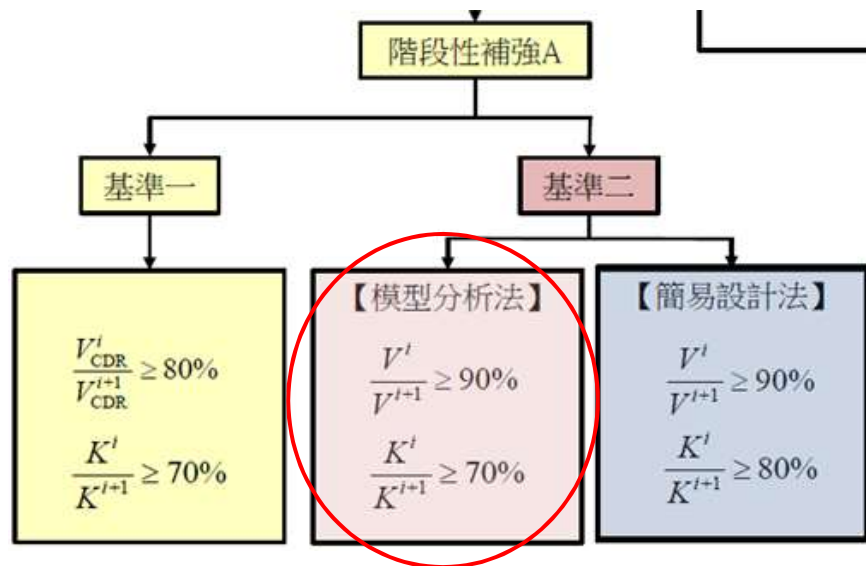 階段性補強A
基準一
基準二
V^i_CDR / V^{i+1}_CDR ≥ 80%
K^i / K^{i+1} ≥ 70%
【模型分析法】
V^i / V^{i+1} ≥ 90%
K^i / K^{i+1} ≥ 70%
【簡易設計法】
V^i / V^{i+1} ≥ 90%
K^i / K^{i+1} ≥ 80%